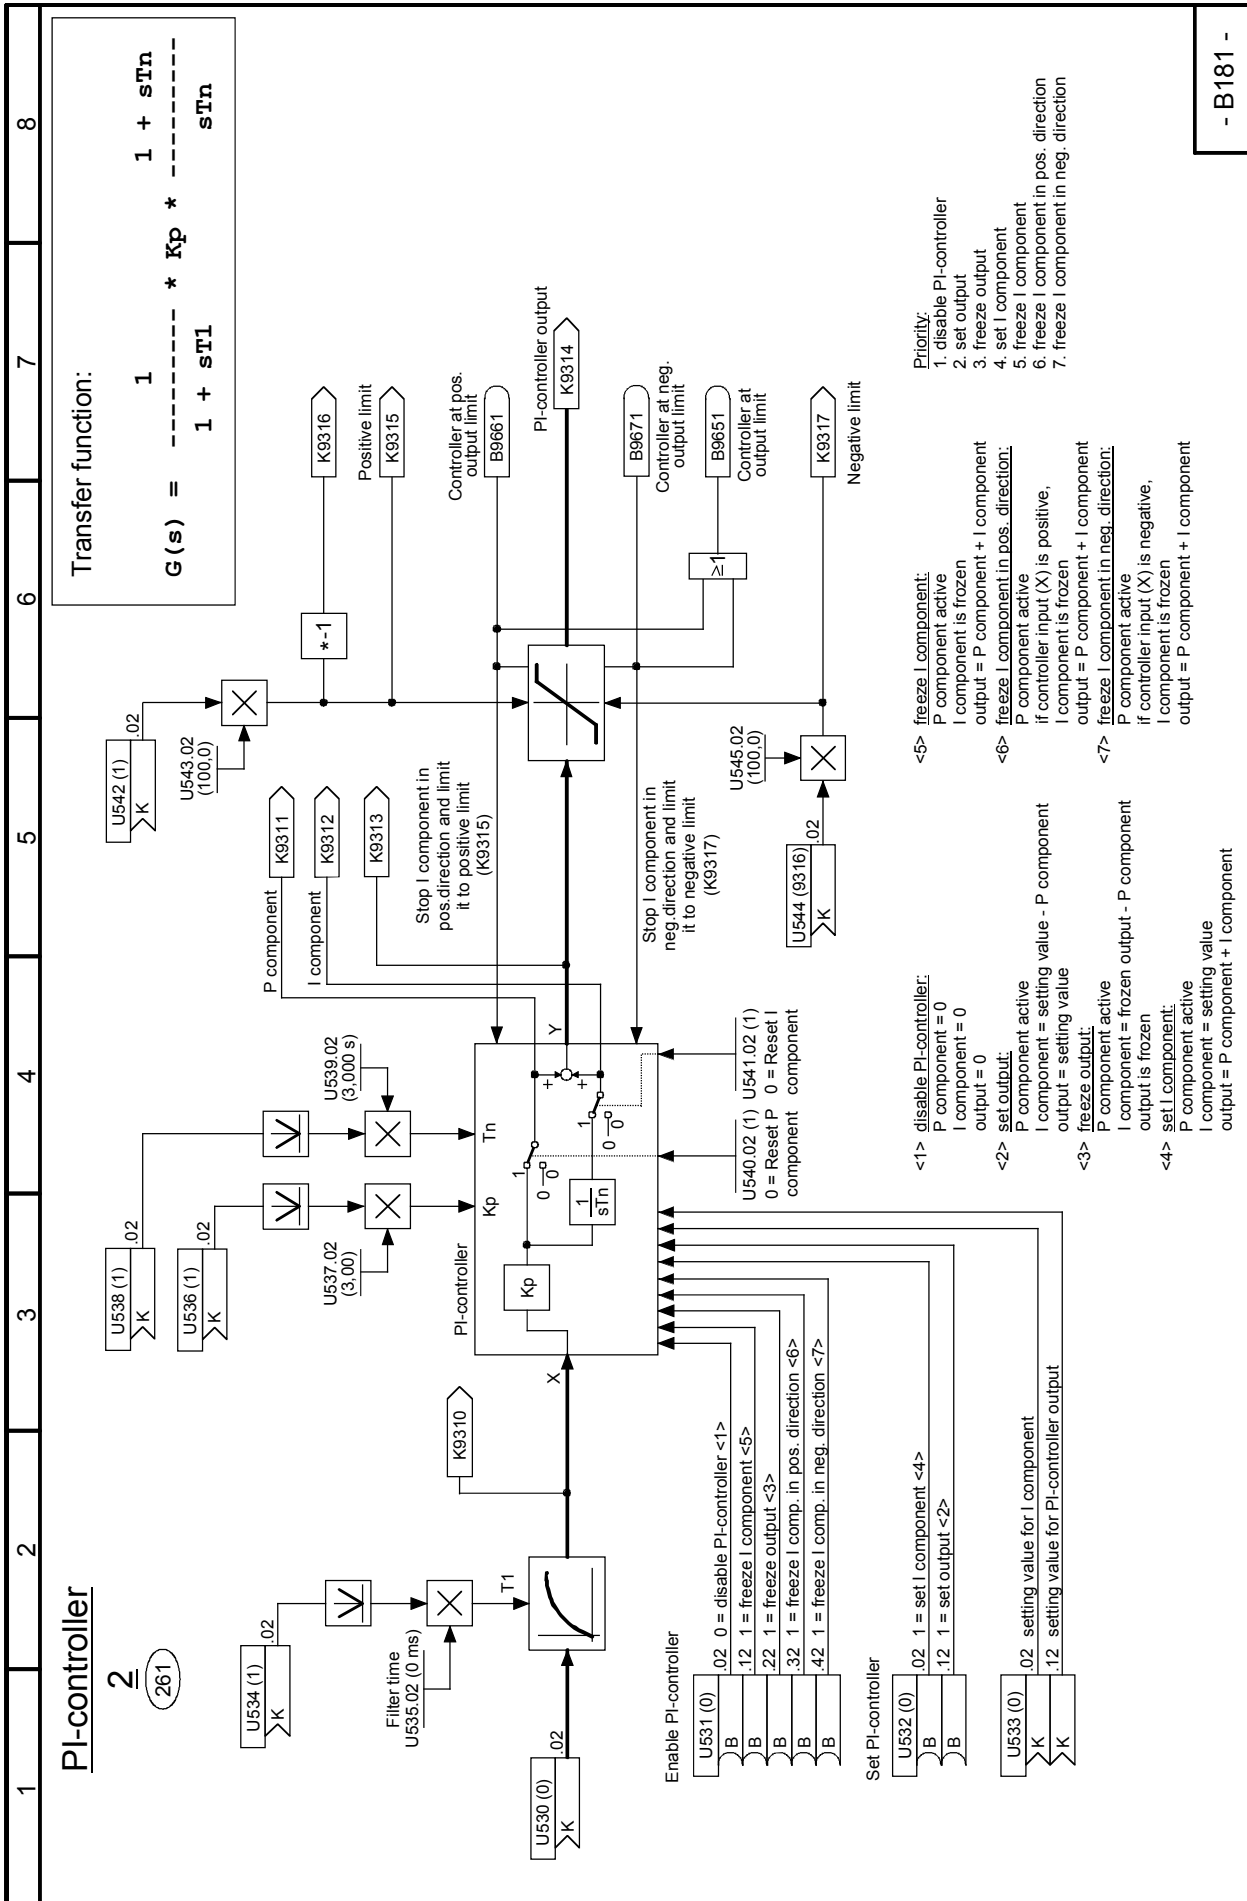 1 2 3 4 5 6 7 8
PI-controller
2
261
Transfer function:
1 1 + sTn
G(s) = -------- * Kp * ---------
1 + sT1 sTn
U534 (1)
K
.02
Filter time
U535.02 (0 ms)
T1
U530 (0)
K
.02
K9310
X
U538 (1)
K
.02
U536 (1)
K
.02
U537.02
(3,00)
U539.02
(3,000 s)
PI-controller
Kp
Tn
Kp
1
sTn
1
0
0
1
0
0
+
+
Y
P component
I component
K9311
K9312
K9313
U540.02 (1)
0 = Reset P
component
U541.02 (1)
0 = Reset I
component
Stop I component in
pos.direction and limit
it to positive limit
(K9315)
Stop I component in
neg.direction and limit
it to negative limit
(K9317)
U542 (1)
K
.02
U543.02
(100,0)
U544 (9316)
K
.02
U545.02
(100,0)
*-1
≥1
K9316
Positive limit
K9315
Controller at pos.
output limit
B9661
PI-controller output
K9314
B9671
Controller at neg.
output limit
B9651
Controller at
output limit
K9317
Negative limit
Enable PI-controller
U531 (0)
B .02 0 = disable PI-controller <1>
B .12 1 = freeze I component <5>
B .22 1 = freeze output <3>
B .32 1 = freeze I comp. in pos. direction <6>
B .42 1 = freeze I comp. in neg. direction <7>
Set PI-controller
U532 (0)
B .02 1 = set I component <4>
B .12 1 = set output <2>
U533 (0)
K .02 setting value for I component
K .12 setting value for PI-controller output
<1> disable PI-controller:
P component = 0
I component = 0
output = 0
<2> set output:
P component active
I component = setting value - P component
output = setting value
<3> freeze output:
P component active
I component = frozen output - P component
output is frozen
<4> set I component:
P component active
I component = setting value
output = P component + I component
<5> freeze I component:
P component active
I component is frozen
output = P component + I component
<6> freeze I component in pos. direction:
P component active
if controller input (X) is positive,
I component is frozen
output = P component + I component
<7> freeze I component in neg. direction:
P component active
if controller input (X) is negative,
I component is frozen
output = P component + I component
Priority:
1. disable PI-controller
2. set output
3. freeze output
4. set I component
5. freeze I component
6. freeze I component in pos. direction
7. freeze I component in neg. direction
- B181 -